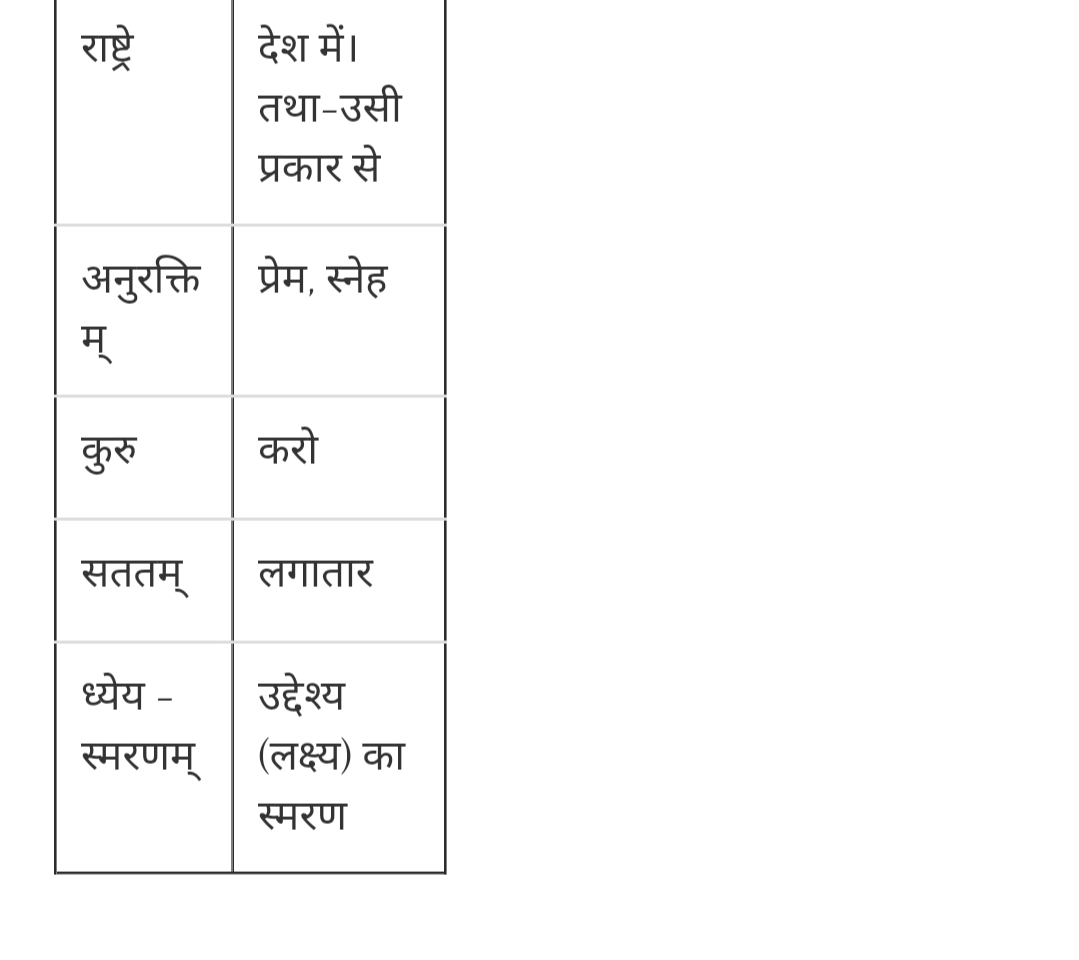 राष्ट्रे
देश में।
तथा-उसी
प्रकार से
अनुरक्ति
म्
प्रेम, स्नेह
कुरु
करो
सततम्
लगातार
ध्येय -
स्मरणम्
उद्देश्य
(लक्ष्य) का
स्मरण